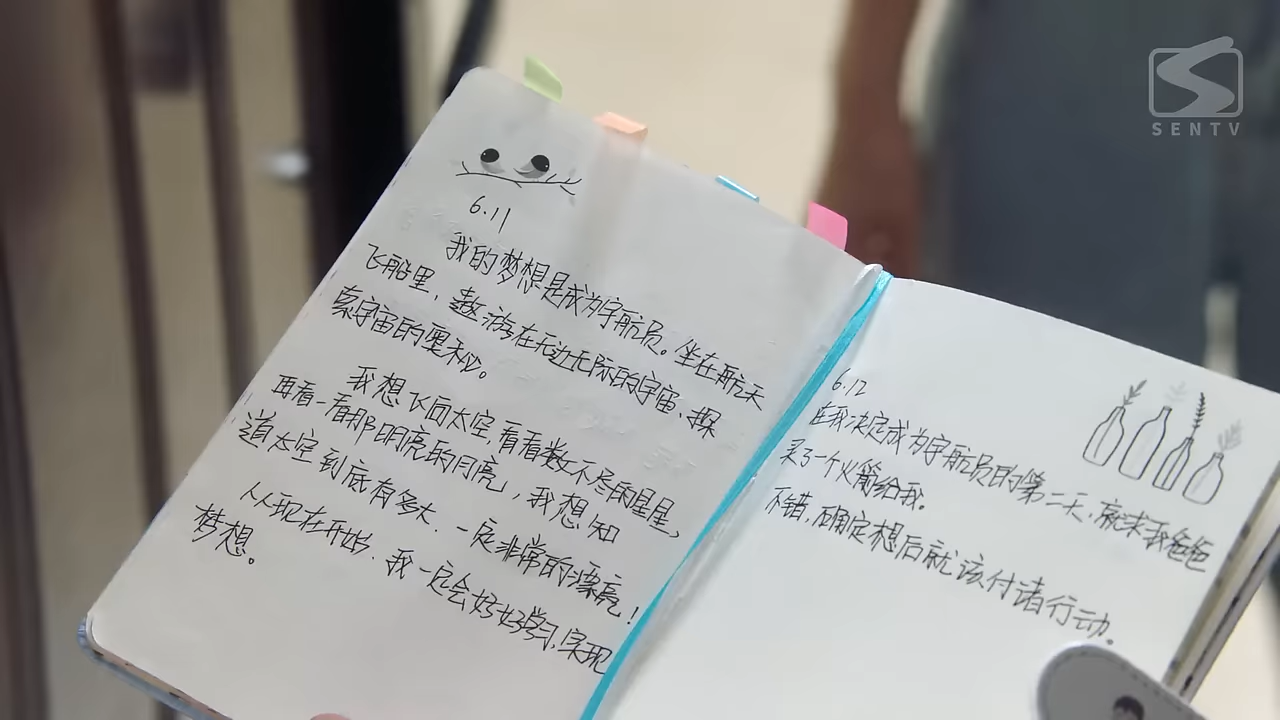 SENTV
6.11
我的梦想是成为宇航员。坐在航天
飞船里，遨游在无边无际的宇宙、探
索宇宙的奥秘。
我想飞向太空，看看数不尽的星星，
再看一看那明亮的月亮，我想知
道太空到底有多大、一定非常的漂亮！
从现在开始、我一定会好好学习，实现
梦想。
6.12
在我决定成为宇航员的第二天，就求我爸爸
买了一个火箭给我。
不错，确定想后就该付诸行动。